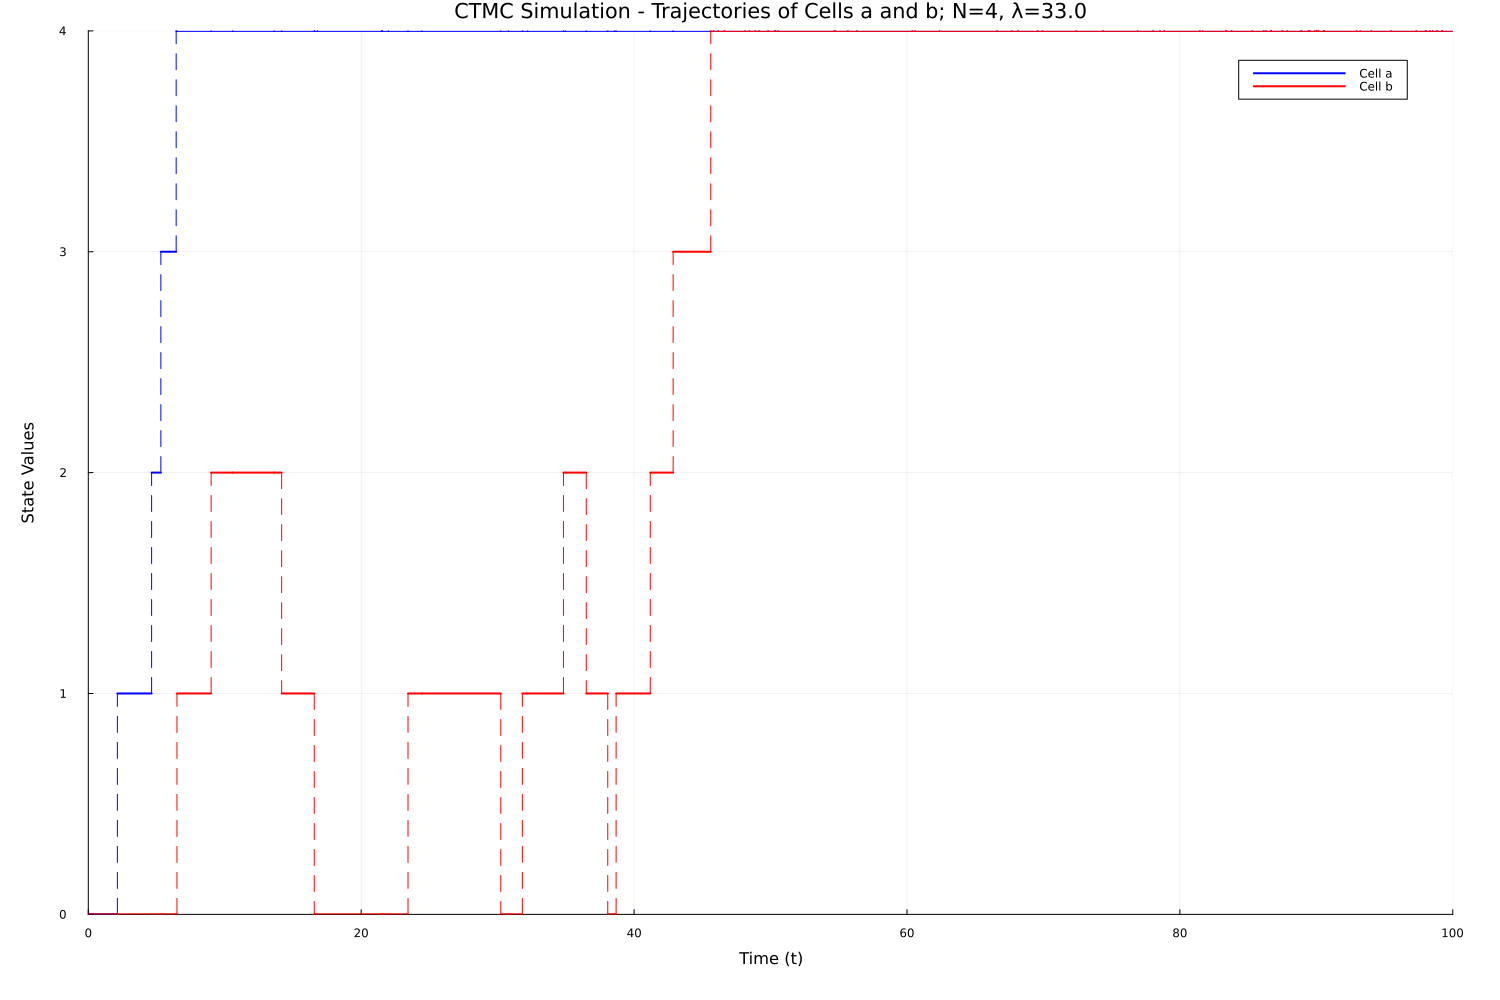 CTMC Simulation - Trajectories of Cells a and b; N=4, λ=33.0
Cell a
Cell b
State Values
4
3
2
1
0
0 20 40 60 80 100
Time (t)